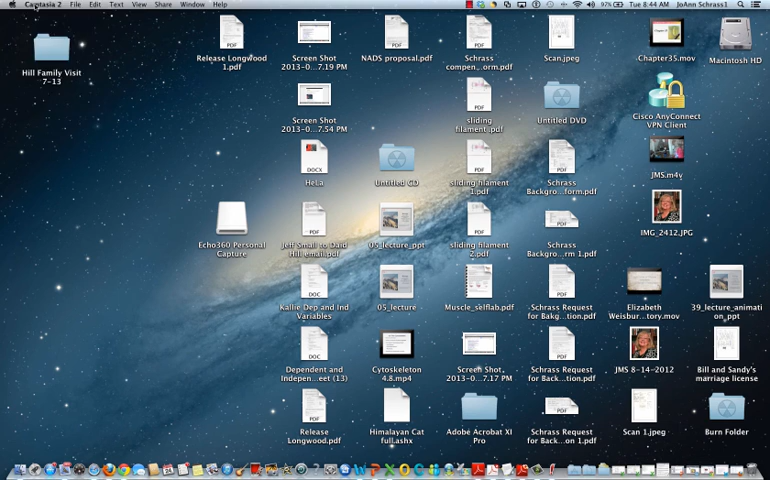 Camtasia 2 File Edit Text View Share Window Help 97% Tue 8:44 AM JoAnn Schrass1
Hill Family Visit
7-13
Release Longwood
1.pdf
Screen Shot
2013-0...7.19 PM
NADS proposal.pdf
Schrass
compen...orm.pdf
Scan.jpeg
Chapter35.mov
Macintosh HD
Screen Shot
2013-0...7.54 PM
sliding
filament .pdf
Untitled DVD
Cisco AnyConnect
VPN Client
HeLa
Untitled CD
sliding filament
1.pdf
Schrass
Backgro...form.pdf
JMS.m4v
Echo360 Personal
Capture
Jeff Small to Daid
Hill email.pdf
05_lecture_ppt
sliding filament
2.pdf
Schrass
Backgro...rm 1.pdf
IMG_2412.JPG
Kallie Dep and Ind
Variables
05_lecture
Muscle_selflab.pdf
Schrass Request
for Bakg...tion.pdf
Elizabeth
Weisbur...tory.mov
39_lecture_animati
on_ppt
Dependent and
Indepen...eet (13)
Cytoskeleton
4.8.mp4
Screen Shot
2013-0...7.17 PM
Schrass Request
for Back...tion.pdf
JMS 8-14-2012
Bill and Sandy's
marriage license
Release
Longwood.pdf
Himalayan Cat
full.ashx
Adobe Acrobat XI
Pro
Schrass Request
for Back...on 1.pdf
Scan 1.jpeg
Burn Folder